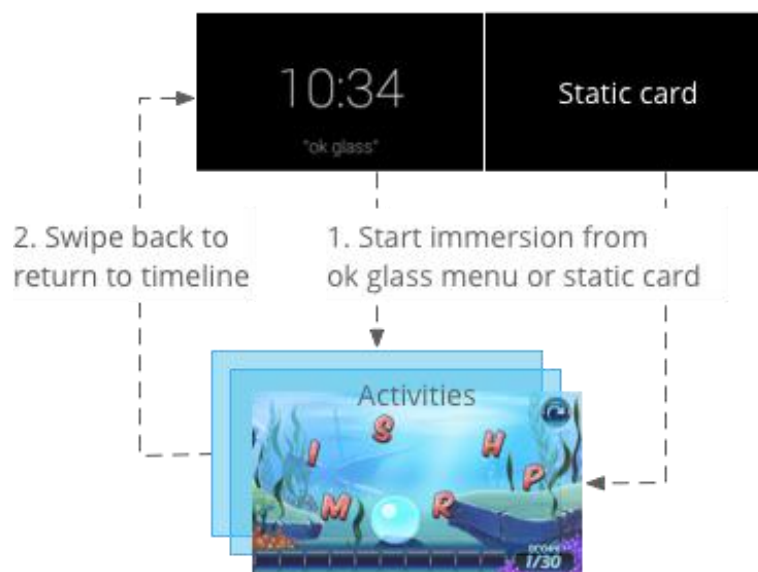 10:34
"ok glass"
Static card
2. Swipe back to
return to timeline
1. Start immersion from
ok glass menu or static card
Activities
I
S
H
P
M
R
SCORE
1/30